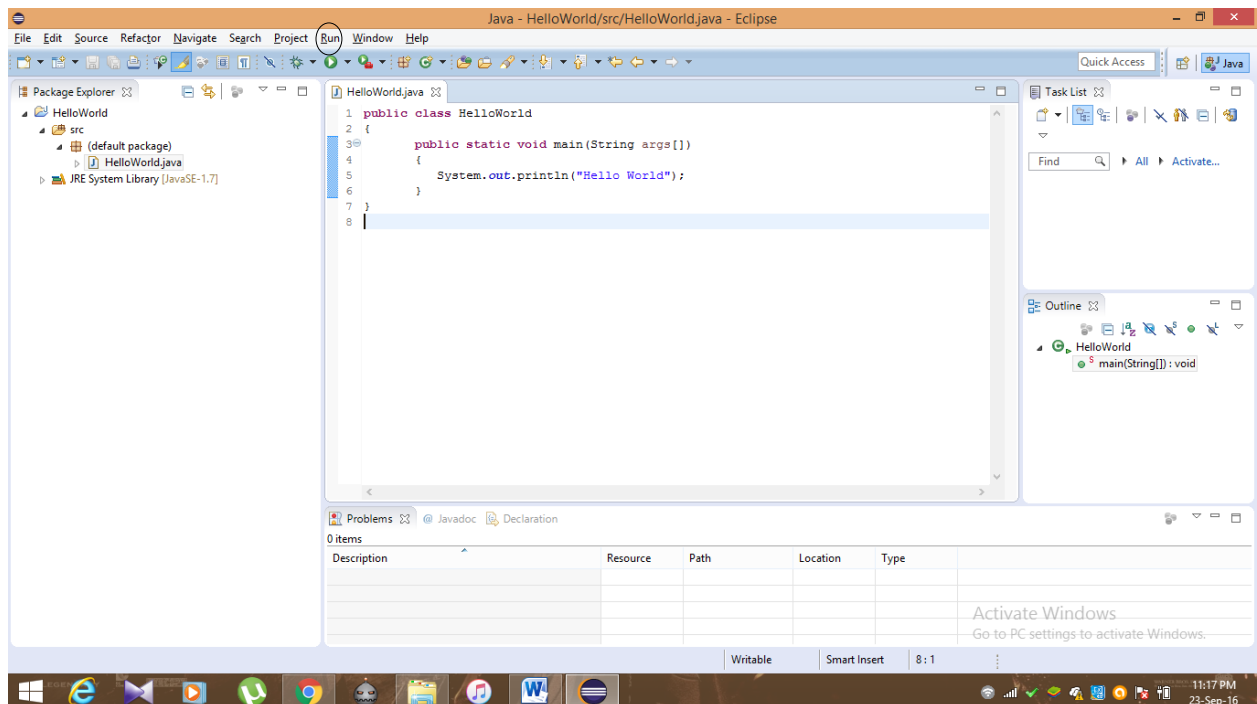 Java - HelloWorld/src/HelloWorld.java - Eclipse
File Edit Source Refactor Navigate Search Project Run Window Help
Quick Access
Java
Package Explorer
HelloWorld
src
(default package)
HelloWorld.java
JRE System Library [JavaSE-1.7]
HelloWorld.java
1 public class HelloWorld
2 {
3 public static void main(String args[])
4 {
5 System.out.println("Hello World");
6 }
7 }
8
Task List
Find All Activate...
Outline
HelloWorld
main(String[]) : void
Problems @ Javadoc Declaration
0 items
Description Resource Path Location Type
Activate Windows
Go to PC settings to activate Windows.
Writable Smart Insert 8 : 1
11:17 PM
23-Sep-16